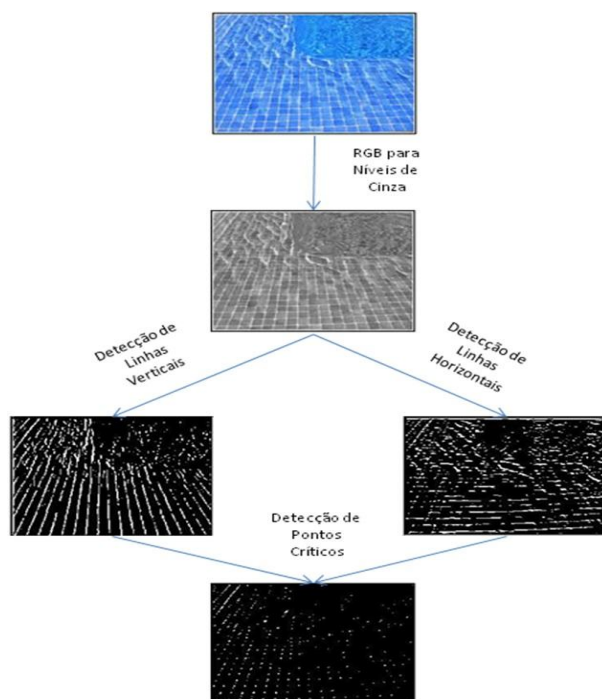 RGB para
Níveis de
Cinza
Detecção de
Linhas
Verticais
Detecção de
Linhas
Horizontais
Detecção de
Pontos
Críticos